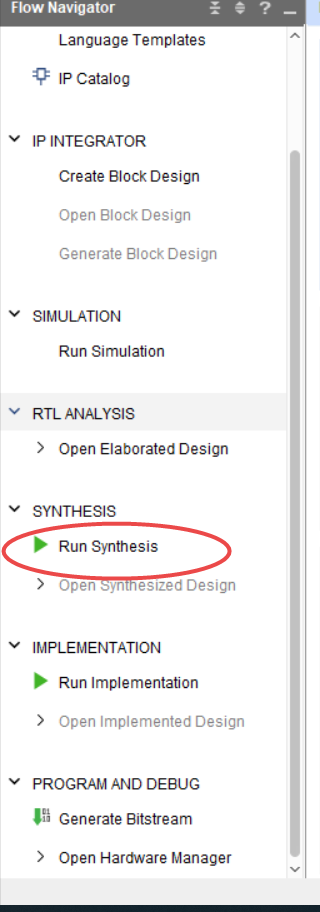 Flow Navigator ?
Language Templates
IP Catalog
IP INTEGRATOR
Create Block Design
Open Block Design
Generate Block Design
SIMULATION
Run Simulation
RTL ANALYSIS
Open Elaborated Design
SYNTHESIS
Run Synthesis
Open Synthesized Design
IMPLEMENTATION
Run Implementation
Open Implemented Design
PROGRAM AND DEBUG
Generate Bitstream
Open Hardware Manager